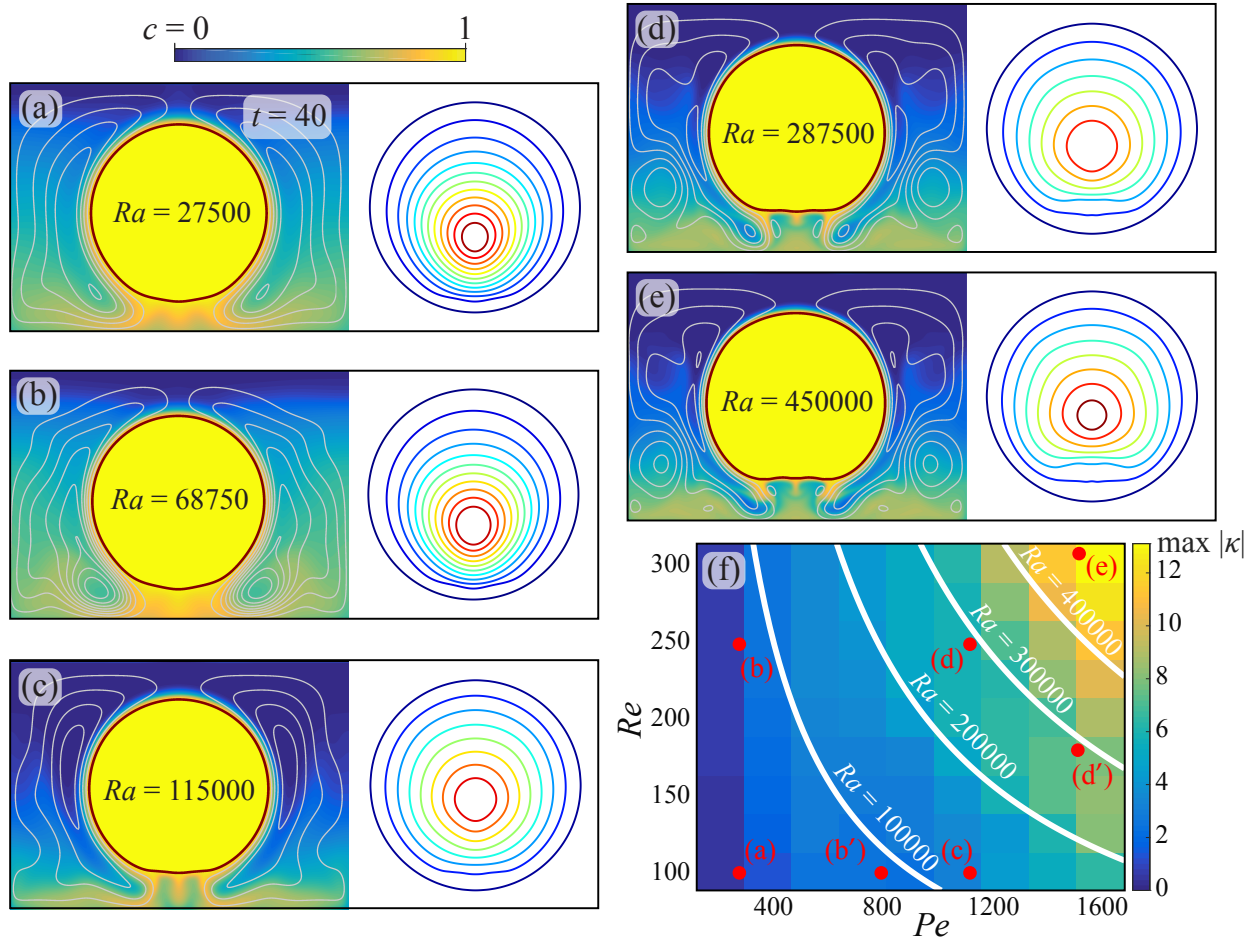 c = 0
1
(a)
t = 40
Ra = 27500
(b)
Ra = 68750
(c)
Ra = 115000
(d)
Ra = 287500
(e)
Ra = 450000
(f)
max |κ|
300
250
200
150
100
Re
400
800
1200
1600
Pe
12
10
8
6
4
2
0
(e)
Ra = 400000
(b)
(d)
Ra = 300000
Ra = 200000
(d′)
Ra = 100000
(a)
(b′)
(c)